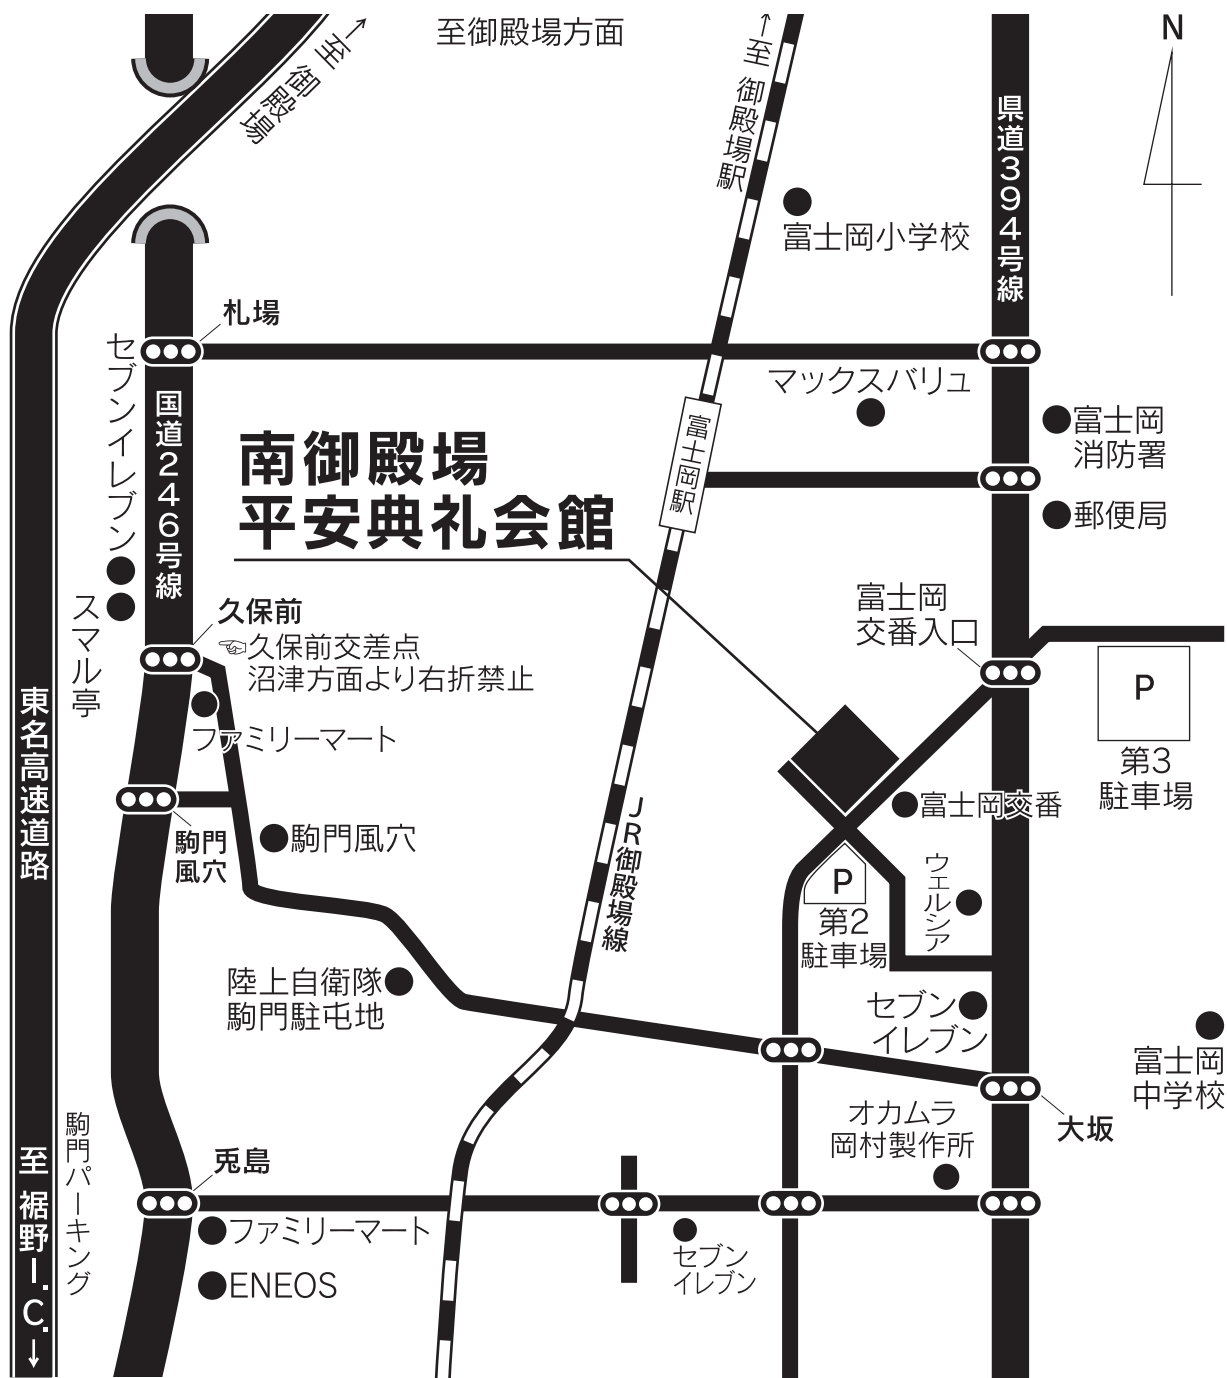 至御殿場方面
↑至 御殿場
↑至 御殿場駅
N
県道394号線
富士岡小学校
札場
セブンイレブン
国道246号線
マックスバリュ
富士岡
消防署
富士岡駅
南御殿場
平安典礼会館
郵便局
スマル亭
久保前
☜久保前交差点
沼津方面より右折禁止
富士岡
交番入口
P
第3
駐車場
東名高速道路
ファミリーマート
駒門
風穴
駒門風穴
JR御殿場線
富士岡交番
P
第2
駐車場
ウェルシア
陸上自衛隊
駒門駐屯地
セブン
イレブン
富士岡
中学校
オカムラ
岡村製作所
大坂
駒門パーキング
至 裾野I.C.↓
兎島
ファミリーマート
セブン
イレブン
ENEOS